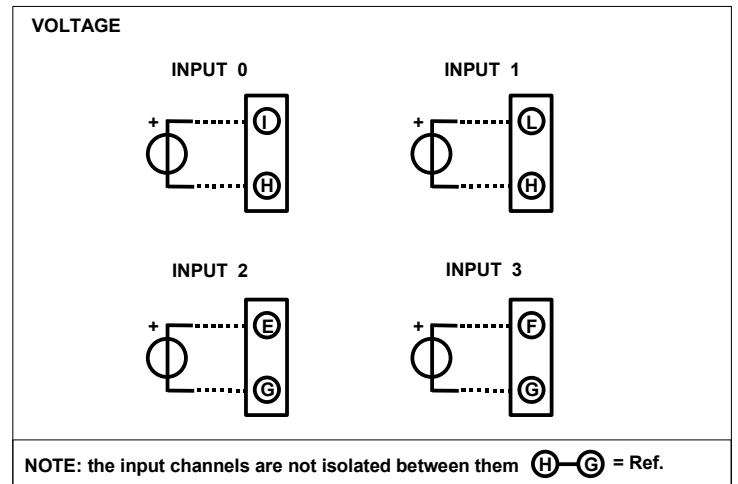 VOLTAGE
INPUT 0 INPUT 1
+ I + L
H H
INPUT 2 INPUT 3
+ E + F
G G
NOTE: the input channels are not isolated between them H G = Ref.